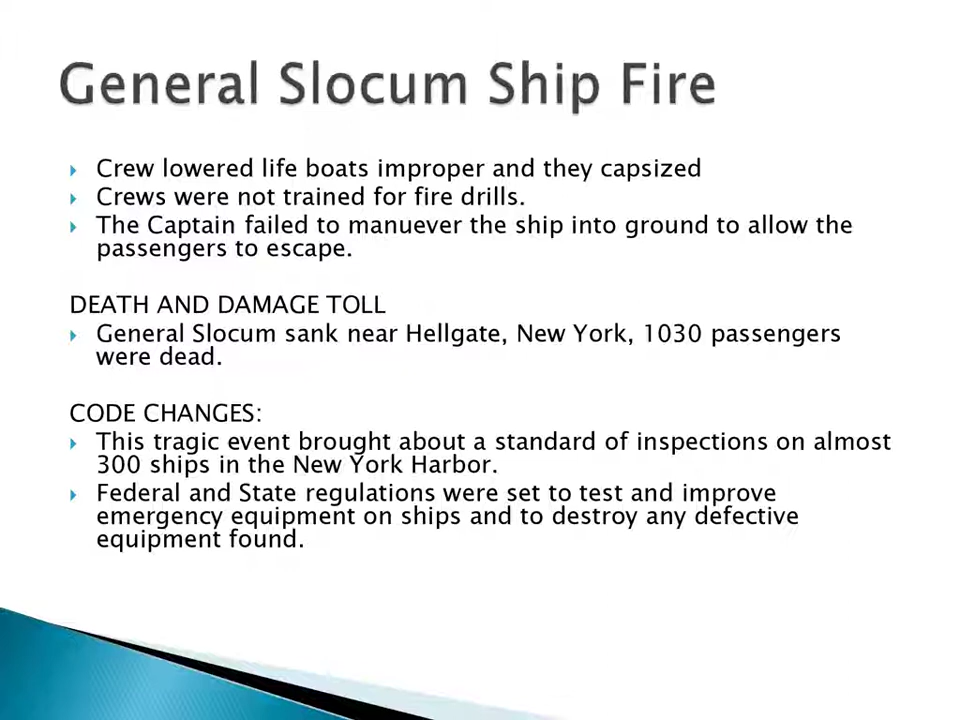 General Slocum Ship Fire
Crew lowered life boats improper and they capsized
Crews were not trained for fire drills.
The Captain failed to manuever the ship into ground to allow the
passengers to escape.
DEATH AND DAMAGE TOLL
General Slocum sank near Hellgate, New York, 1030 passengers
were dead.
CODE CHANGES:
This tragic event brought about a standard of inspections on almost
300 ships in the New York Harbor.
Federal and State regulations were set to test and improve
emergency equipment on ships and to destroy any defective
equipment found.